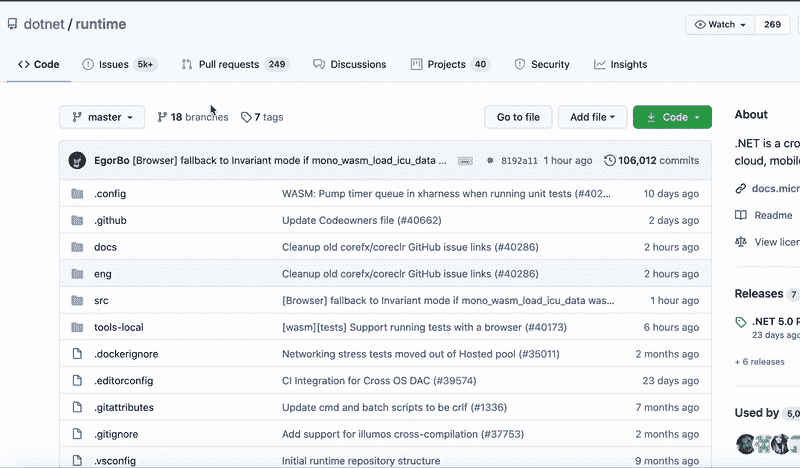 dotnet / runtime
Watch 269
Code Issues 5k+ Pull requests 249 Discussions Projects 40 Security Insights
master 18 branches 7 tags Go to file Add file Code
EgorBo [Browser] fallback to Invariant mode if mono_wasm_load_icu_data ... 8192a11 1 hour ago 106,012 commits
.config WASM: Pump timer queue in xharness when running unit tests (#402... 10 days ago
.github Update Codeowners file (#40662) 2 days ago
docs Cleanup old corefx/coreclr GitHub issue links (#40286) 2 hours ago
eng Cleanup old corefx/coreclr GitHub issue links (#40286) 2 hours ago
src [Browser] fallback to Invariant mode if mono_wasm_load_icu_data was... 1 hour ago
tools-local [wasm][tests] Support running tests with a browser (#40173) 6 hours ago
.dockerignore Networking stress tests moved out of Hosted pool (#35011) 2 months ago
.editorconfig CI Integration for Cross OS DAC (#39574) 23 days ago
.gitattributes Update cmd and batch scripts to be crlf (#1336) 7 months ago
.gitignore Add support for illumos cross-compilation (#37753) 2 months ago
.vsconfig Initial runtime repository structure 9 months ago
About
.NET is a cro
cloud, mobile
docs.micr
Readme
View licen
Releases 7
.NET 5.0 P
23 days ago
+ 6 releases
Used by 5,0